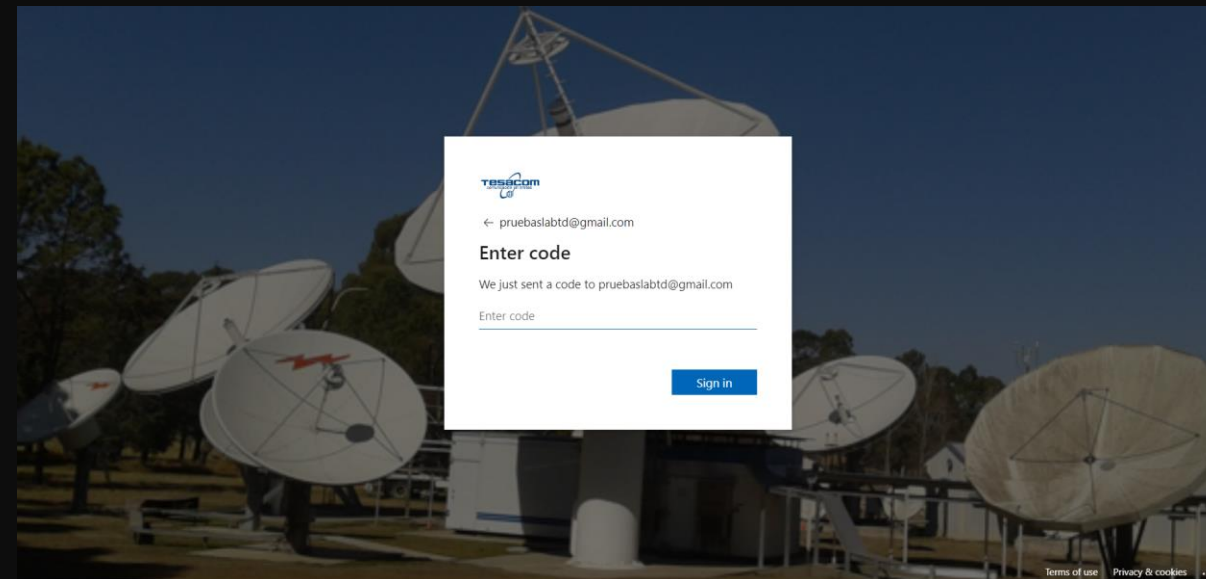 TESACOM
← pruebaslabtd@gmail.com
Enter code
We just sent a code to pruebaslabtd@gmail.com
Enter code
Sign in
Terms of use Privacy & cookies